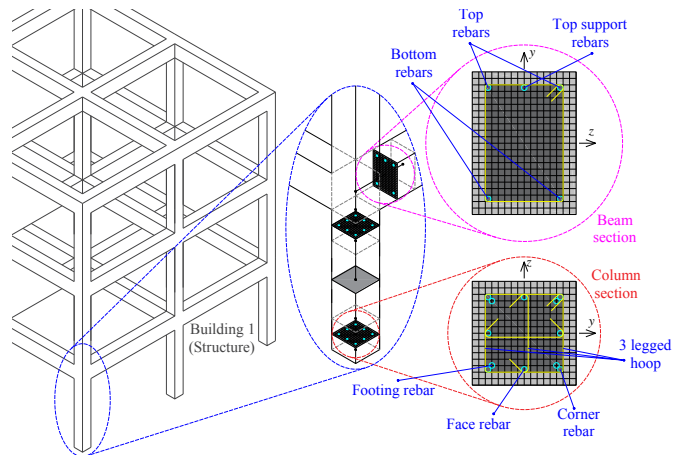 Top
rebars
Top support
rebars
Bottom
rebars
y
z
Beam
section
z
Column
section
y
Building 1
(Structure)
3 legged
hoop
Footing rebar
Face rebar
Corner
rebar